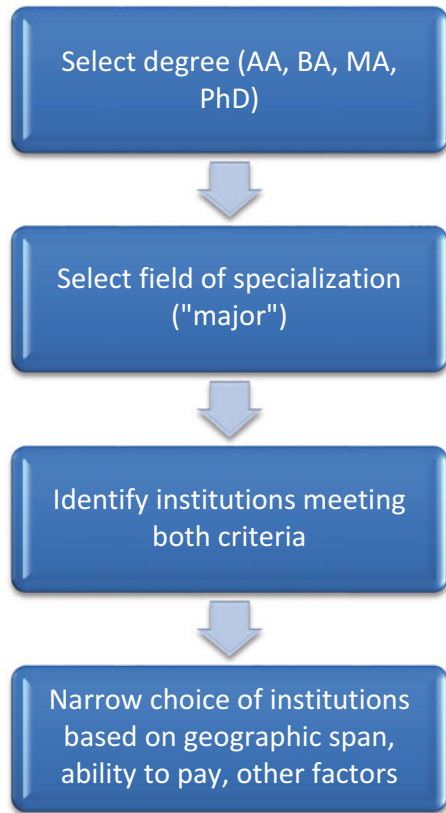 Select degree (AA, BA, MA,
PhD)
Select field of specialization
("major")
Identify institutions meeting
both criteria
Narrow choice of institutions
based on geographic span,
ability to pay, other factors